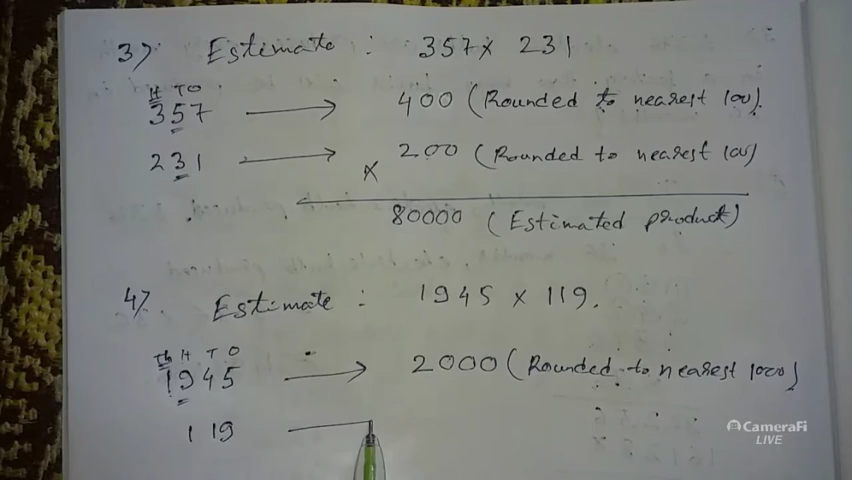 3) Estimate : 357 x 231
H T O
357 → 400 (Rounded to nearest 100).
231 → x 200 (Rounded to nearest 100)
80000 (Estimated product)
4) Estimate : 1945 x 119.
Th H T O
1945 → 2000 (Rounded to nearest 1000)
119
CameraFi
LIVE